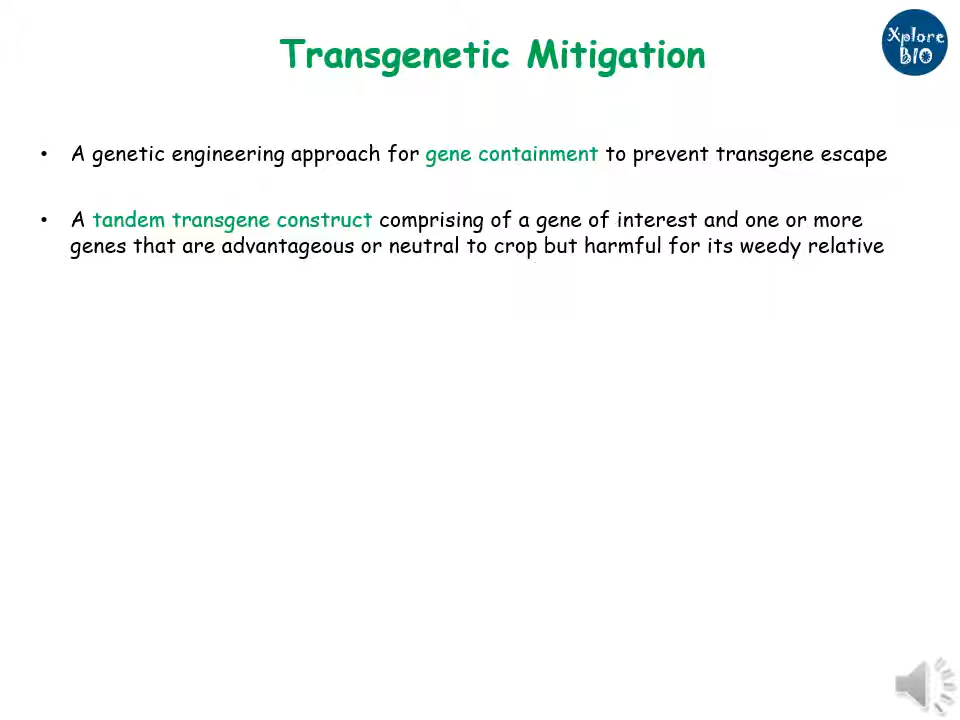 Transgenetic Mitigation
Xplore
BIO
• A genetic engineering approach for gene containment to prevent transgene escape
• A tandem transgene construct comprising of a gene of interest and one or more
genes that are advantageous or neutral to crop but harmful for its weedy relative